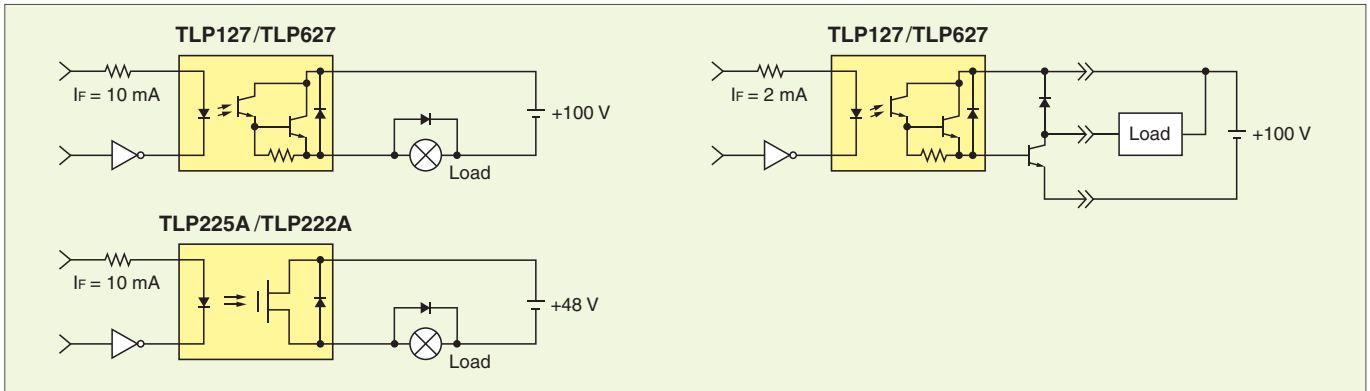 TLP127/TLP627
IF = 10 mA
+100 V
Load
TLP127/TLP627
IF = 2 mA
Load
+100 V
TLP225A/TLP222A
IF = 10 mA
+48 V
Load